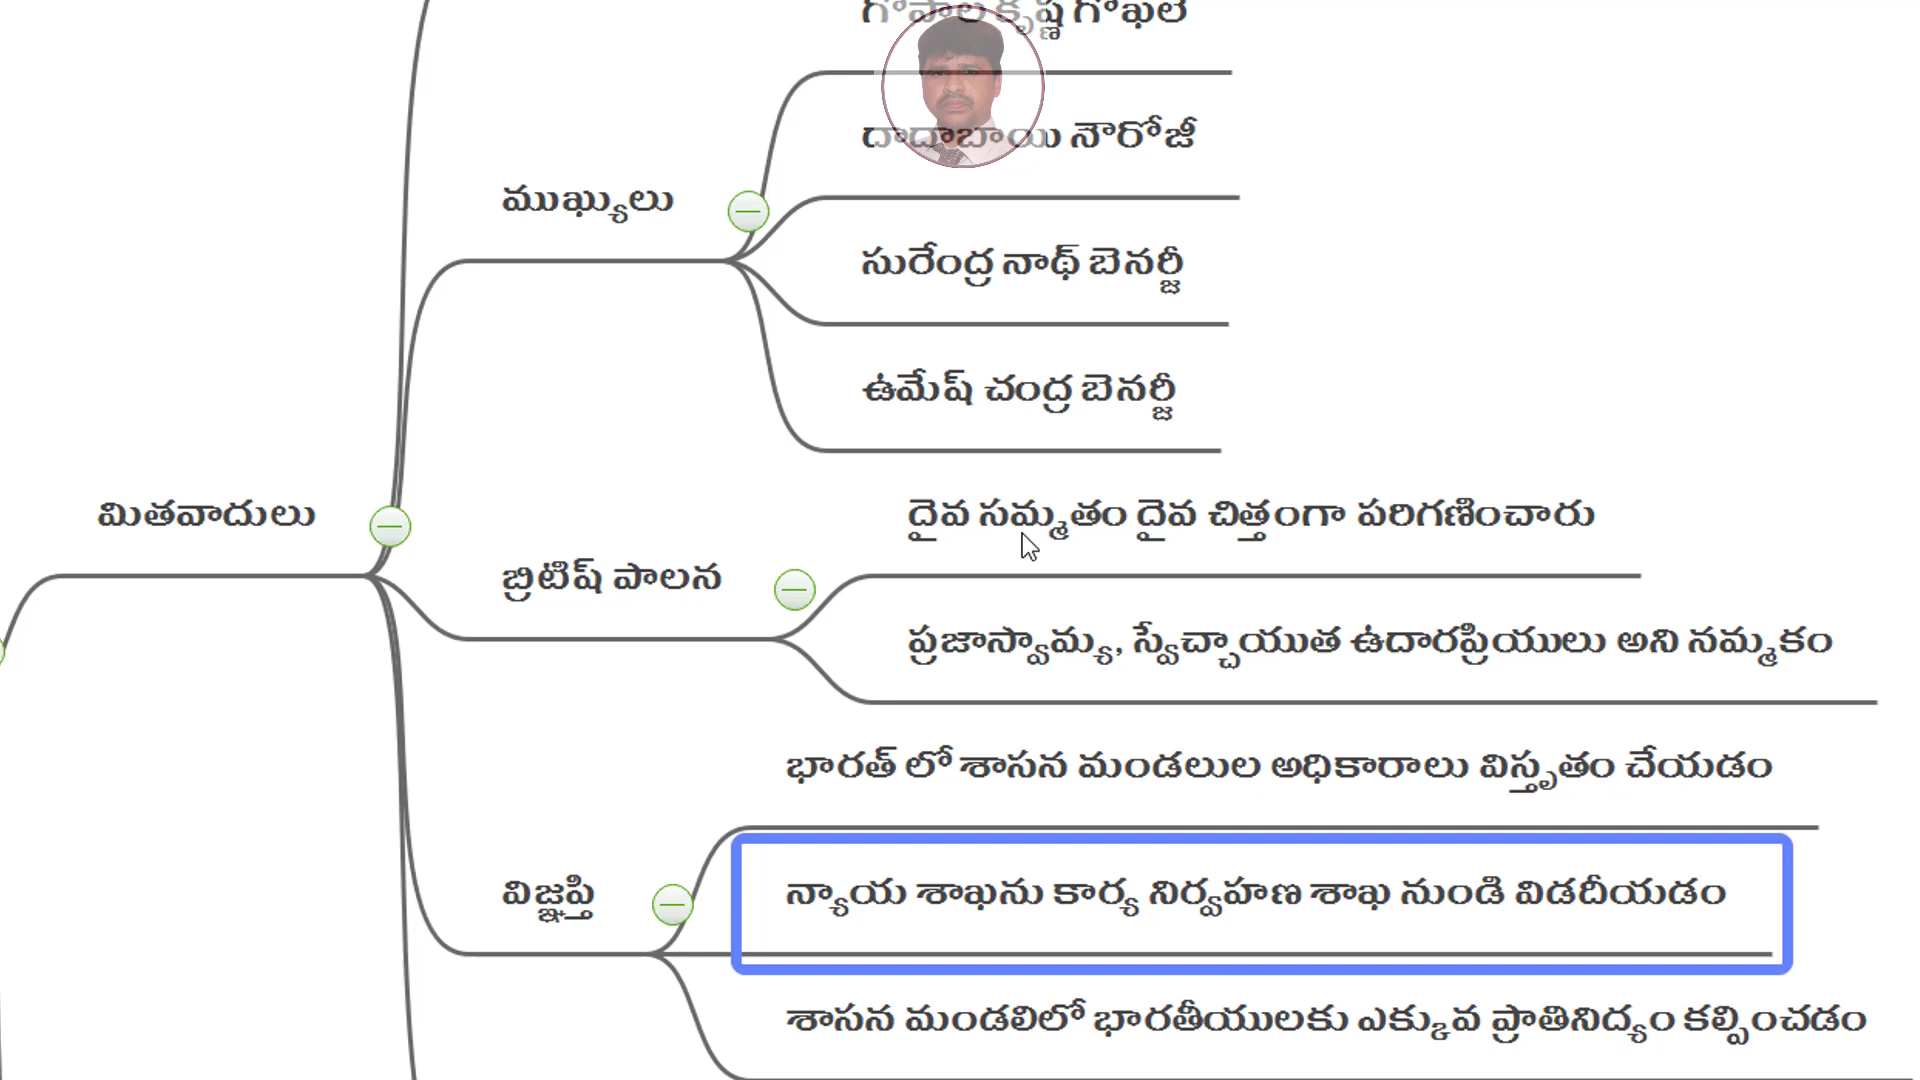 గోపాల కృష్ణ గోఖలే
దాదాబాయి నౌరోజీ
ముఖ్యులు
సురేంద్ర నాథ్ బెనర్జీ
ఉమేష్ చంద్ర బెనర్జీ
మితవాదులు
దైవ సమ్మతం దైవ చిత్తంగా పరిగణించారు
బ్రిటిష్ పాలన
ప్రజాస్వామ్య, స్వేచ్చాయుత ఉదారప్రియులు అని నమ్మకం
భారత్ లో శాసన మండలుల అధికారాలు విస్తృతం చేయడం
విజ్ఞప్తి
న్యాయ శాఖను కార్య నిర్వహణ శాఖ నుండి విడదీయడం
శాసన మండలిలో భారతీయులకు ఎక్కువ ప్రాతినిద్యం కల్పించడం